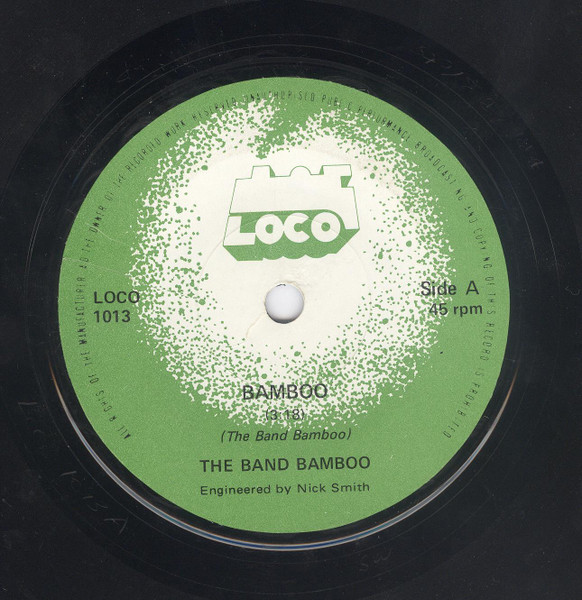 ALL RIGHTS OF THE MANUFACTURER AD THE OWNER OF THE RECORDED WORK RESERVED UNAUTHORISED PUBLIC PERFORMANCE BROADCASTING AND COPYING OF THIS RECORD IS PROHIBITED
LOCO
LOCO
1013
Side A
45 rpm
BAMBOO
(3.18)
(The Band Bamboo)
THE BAND BAMBOO
Engineered by Nick Smith